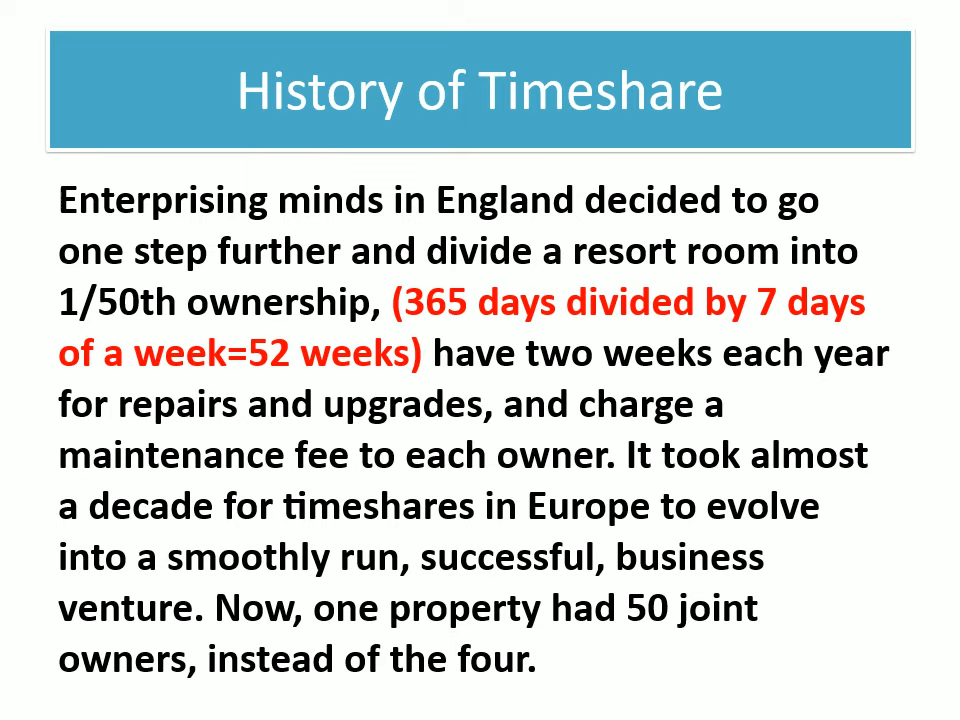 History of Timeshare
Enterprising minds in England decided to go
one step further and divide a resort room into
1/50th ownership, (365 days divided by 7 days
of a week=52 weeks) have two weeks each year
for repairs and upgrades, and charge a
maintenance fee to each owner. It took almost
a decade for timeshares in Europe to evolve
into a smoothly run, successful, business
venture. Now, one property had 50 joint
owners, instead of the four.